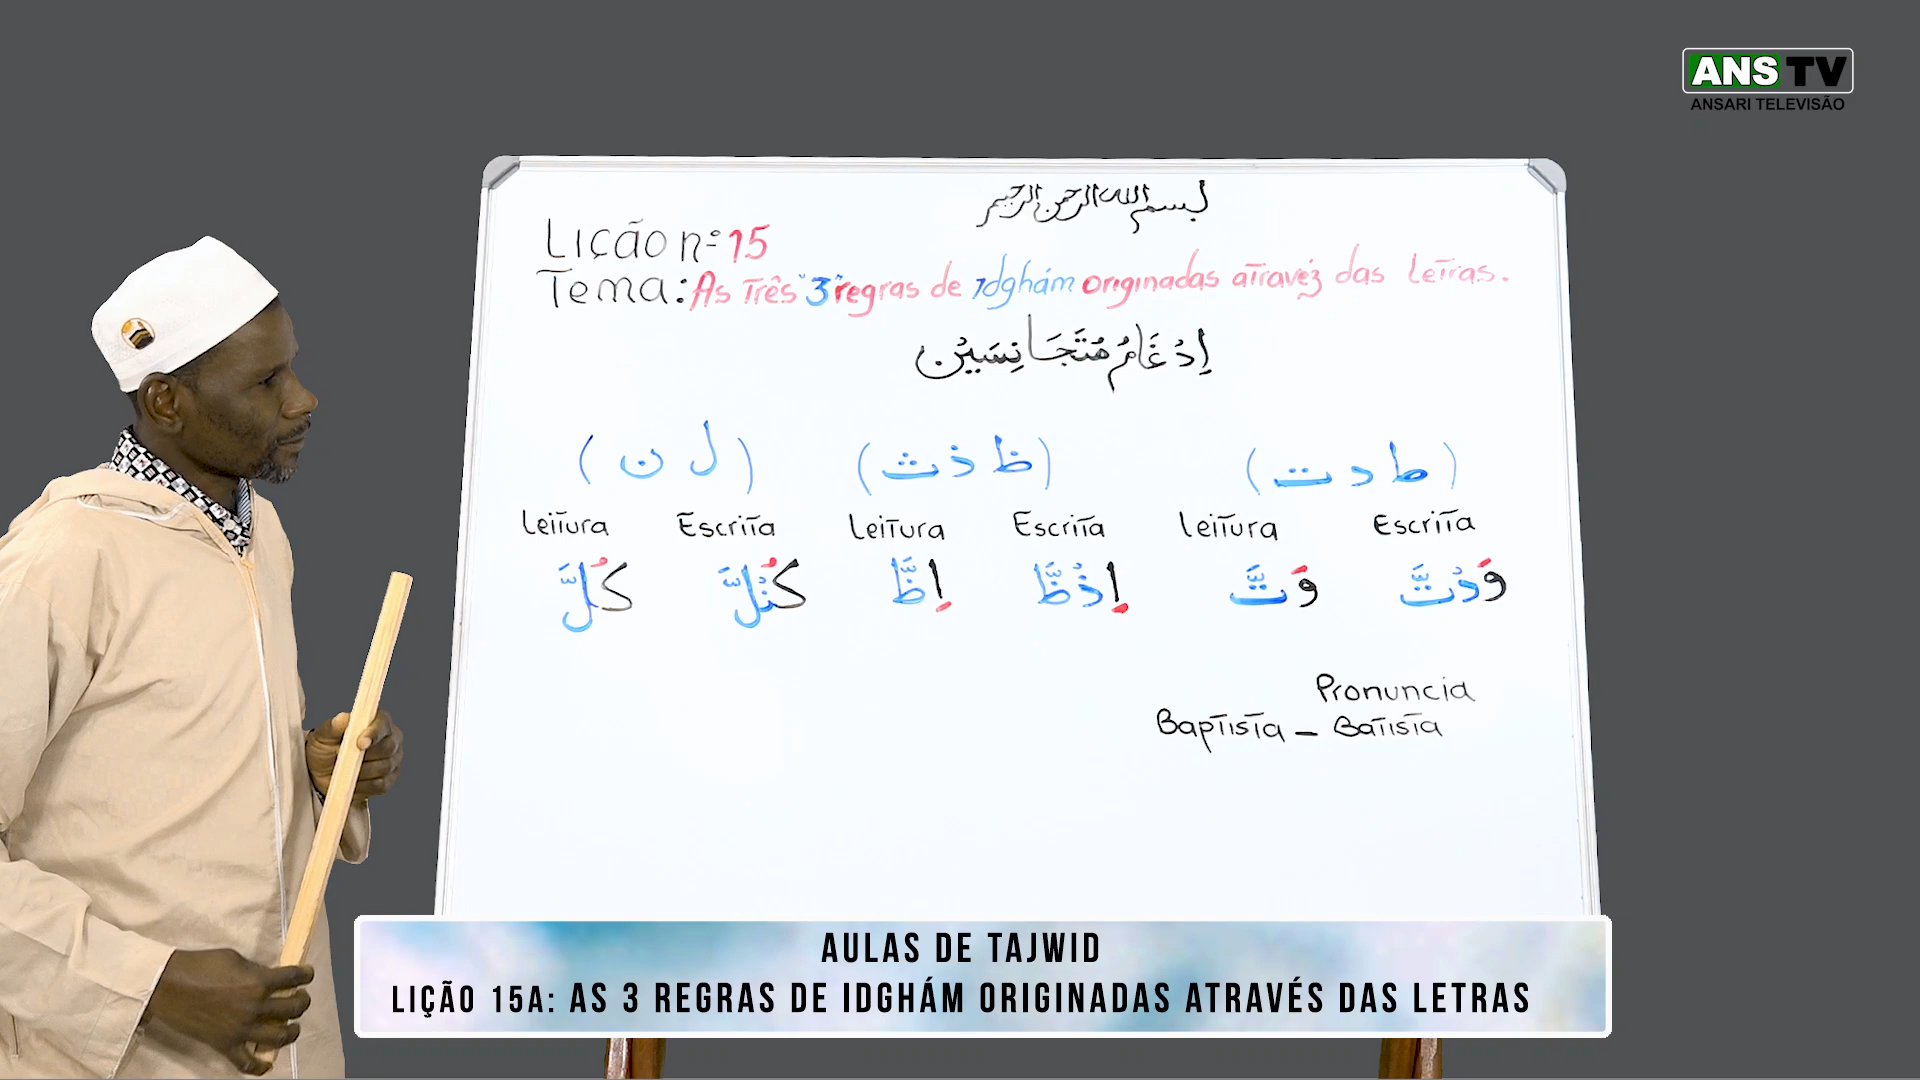 ANS TV
ANSARI TELEVISÃO
بسم الله الرحمن الرحيم
Lição nº 15
Tema: As três "3" regras de idghám originadas atravéz das letras.
إِدْغَامُ مُتَجَانِسَيْن
(ط د ت) (ظ ذ ث) (ل ن)
Escrita Leitura Escrita Leitura Escrita Leitura
وَدْتَّ وَتَّ اِذْظَّ اِظَّ كُنْلَّ كُلَّ
Pronuncia
Baptista - Batista
AULAS DE TAJWID
LIÇÃO 15A: AS 3 REGRAS DE IDGHÁM ORIGINADAS ATRAVÉS DAS LETRAS